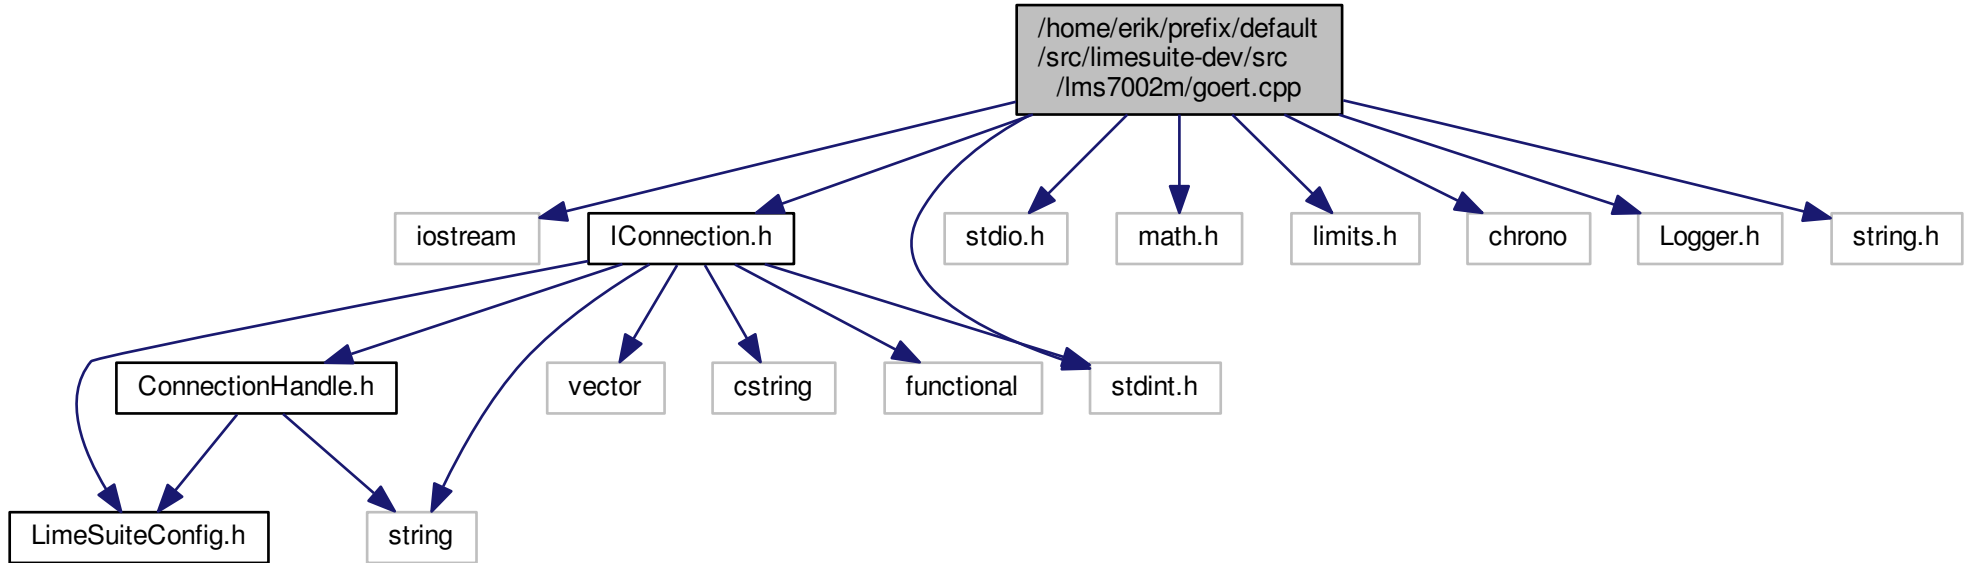 /home/erik/prefix/default
/src/limesuite-dev/src
/lms7002m/goert.cpp
iostream
IConnection.h
stdio.h
math.h
limits.h
chrono
Logger.h
string.h
ConnectionHandle.h
vector
cstring
functional
stdint.h
LimeSuiteConfig.h
string